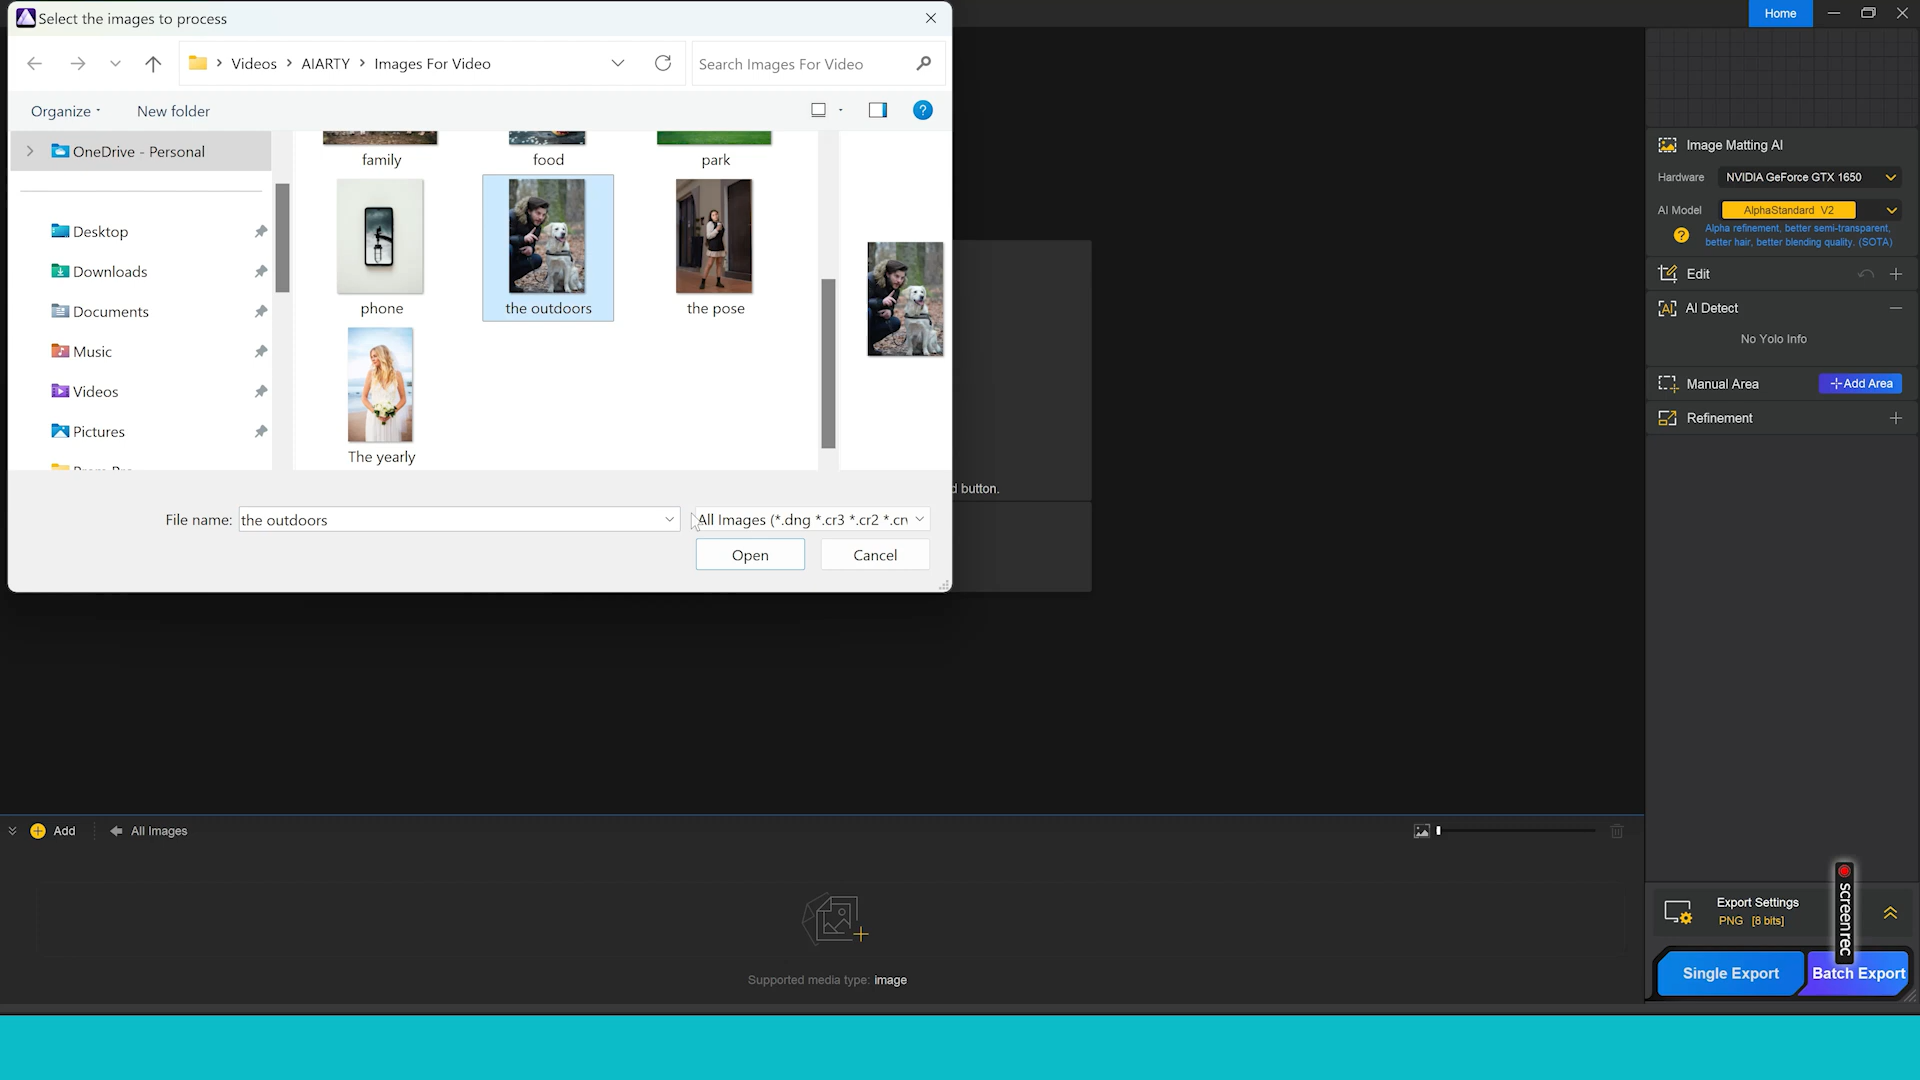 Select the images to process
Home
Videos > AIARTY > Images For Video
Search Images For Video
Organize
New folder
?
OneDrive - Personal
Desktop
Downloads
Documents
Music
Videos
Pictures
family
food
park
phone
the outdoors
the pose
The yearly
File name:
the outdoors
All Images (*.dng *.cr3 *.cr2 *.crw
Open
Cancel
d button.
Image Matting AI
Hardware
NVIDIA GeForce GTX 1650
AI Model
AlphaStandard V2
?
Alpha refinement, better semi-transparent,
better hair, better blending quality. (SOTA)
Edit
AI Detect
No Yolo Info
Manual Area
Add Area
Refinement
Add
All Images
Supported media type: image
Export Settings
PNG [8 bits]
screenrec
Single Export
Batch Export